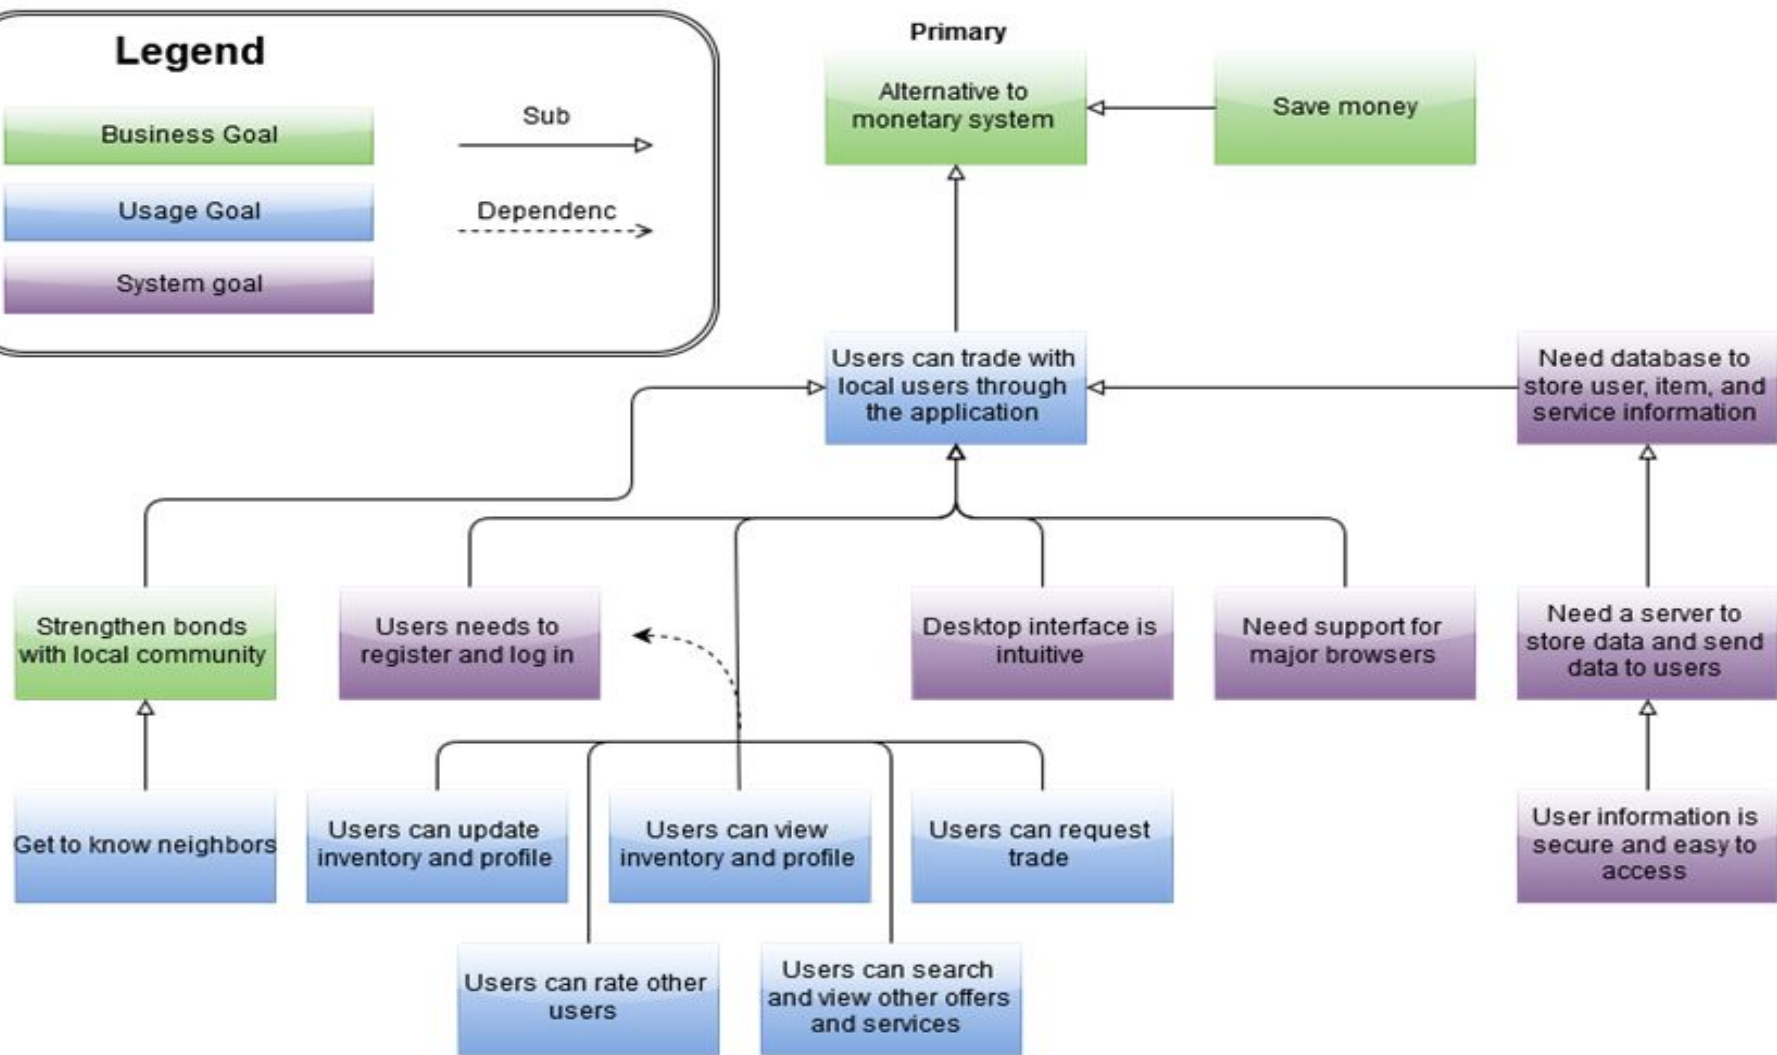 Legend
Business Goal
Usage Goal
System goal
Sub
Dependenc
Primary
Alternative to
monetary system
Save money
Users can trade with
local users through
the application
Need database to
store user, item, and
service information
Strengthen bonds
with local community
Users needs to
register and log in
Desktop interface is
intuitive
Need support for
major browsers
Need a server to
store data and send
data to users
Get to know neighbors
Users can update
inventory and profile
Users can view
inventory and profile
Users can request
trade
User information is
secure and easy to
access
Users can rate other
users
Users can search
and view other offers
and services